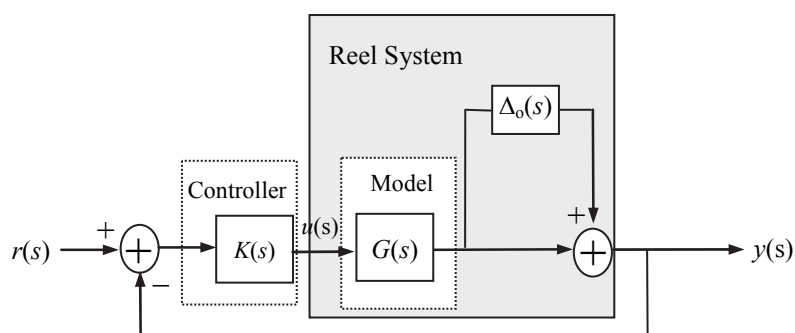 Reel System
Δo(s)
Controller
Model
+
u(s)
+
r(s)
+
K(s)
G(s)
+
y(s)
−